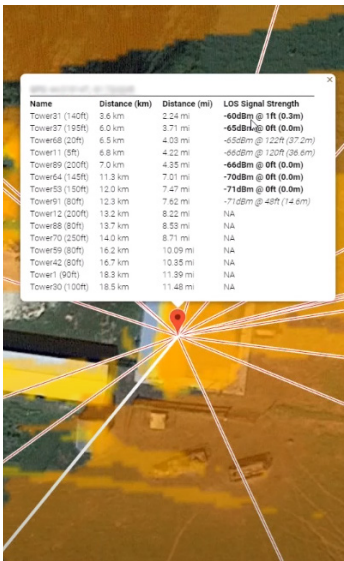 ×
Name Distance (km) Distance (mi) LOS Signal Strength
Tower31 (140ft) 3.6 km 2.24 mi -60dBm @ 1ft (0.3m)
Tower37 (195ft) 6.0 km 3.71 mi -65dBm @ 0ft (0.0m)
Tower68 (20ft) 6.5 km 4.03 mi -65dBm @ 122ft (37.2m)
Tower11 (5ft) 6.8 km 4.22 mi -66dBm @ 120ft (36.6m)
Tower89 (200ft) 7.0 km 4.35 mi -66dBm @ 0ft (0.0m)
Tower64 (145ft) 11.3 km 7.01 mi -70dBm @ 0ft (0.0m)
Tower53 (150ft) 12.0 km 7.47 mi -71dBm @ 0ft (0.0m)
Tower91 (80ft) 12.3 km 7.62 mi -71dBm @ 48ft (14.6m)
Tower12 (200ft) 13.2 km 8.22 mi NA
Tower88 (80ft) 13.7 km 8.53 mi NA
Tower70 (250ft) 14.0 km 8.71 mi NA
Tower59 (80ft) 16.2 km 10.09 mi NA
Tower42 (80ft) 16.7 km 10.35 mi NA
Tower1 (90ft) 18.3 km 11.39 mi NA
Tower30 (100ft) 18.5 km 11.48 mi NA